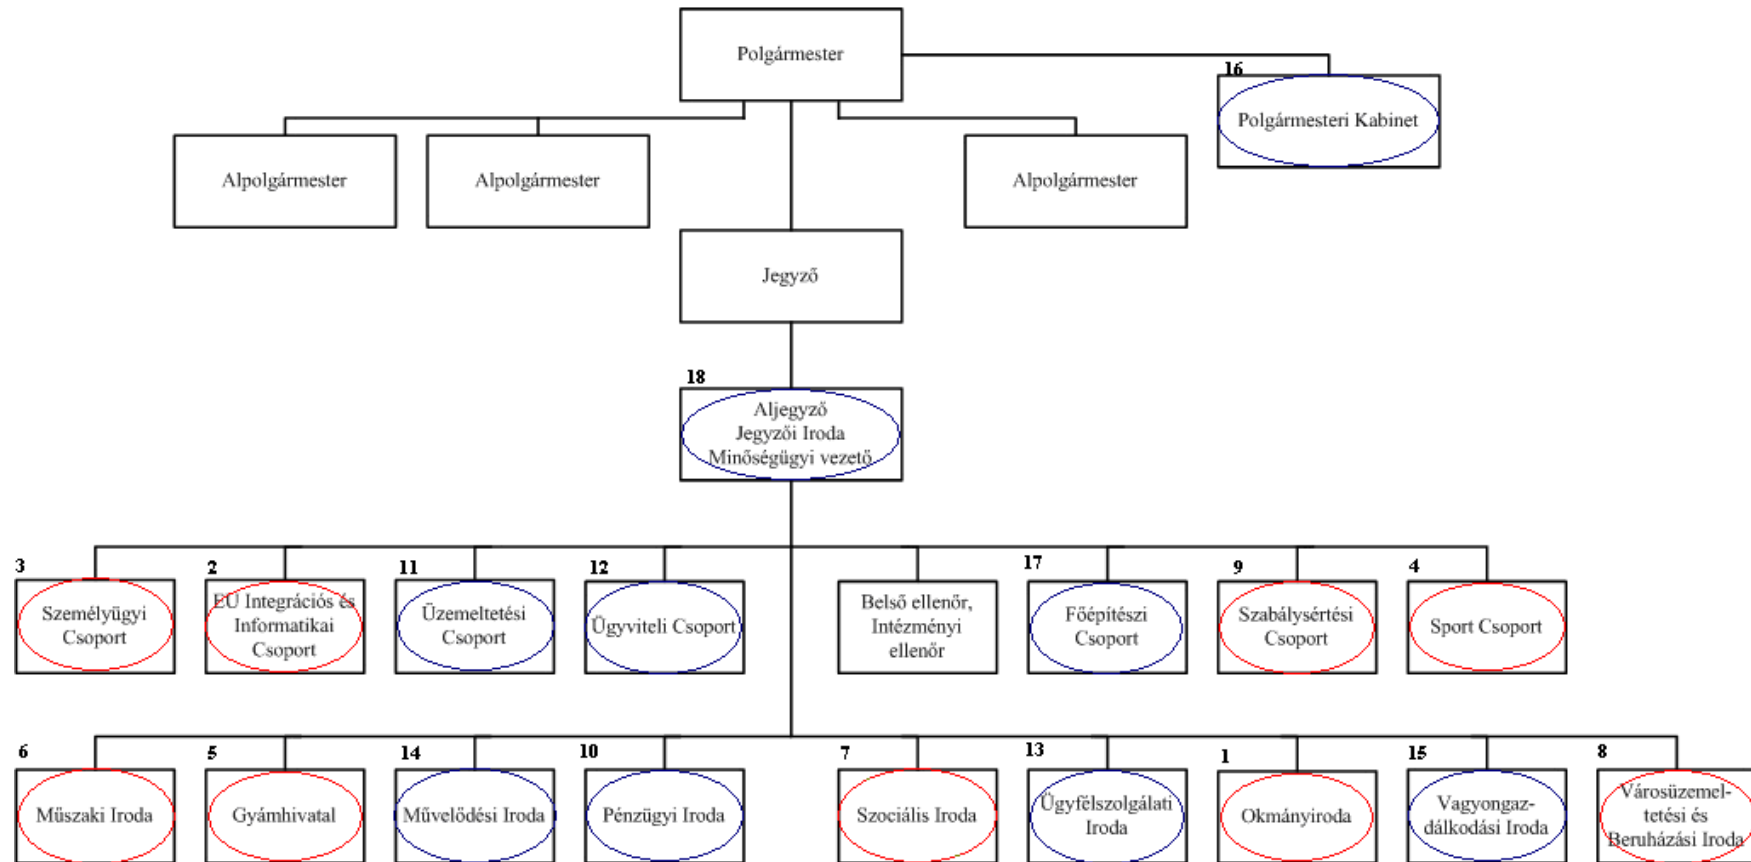 Polgármester
16
Polgármesteri Kabinet
Alpolgármester
Alpolgármester
Alpolgármester
Jegyző
18
Aljegyző
Jegyzői Iroda
Minőségügyi vezető
3
Személyügyi
Csoport
2
EU Integrációs és
Informatikai
Csoport
11
Üzemeltetési
Csoport
12
Ügyviteli Csoport
Belső ellenőr,
Intézményi
ellenőr
17
Főépítészi
Csoport
9
Szabálysértési
Csoport
4
Sport Csoport
6
Műszaki Iroda
5
Gyámhivatal
14
Művelődési Iroda
10
Pénzügyi Iroda
7
Szociális Iroda
13
Ügyfélszolgálati
Iroda
1
Okmányiroda
15
Vagyongaz-
dálkodási Iroda
8
Városüzemel-
tetési és
Beruházási Iroda